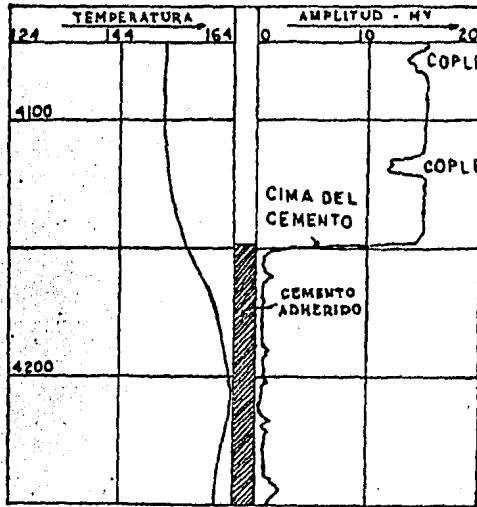 TEMPERATURA
AMPLITUD - MV
124 144 164 0 10 20
COPLE
4100
COPLE
CIMA DEL
CEMENTO
CEMENTO
ADHERIDO
4200